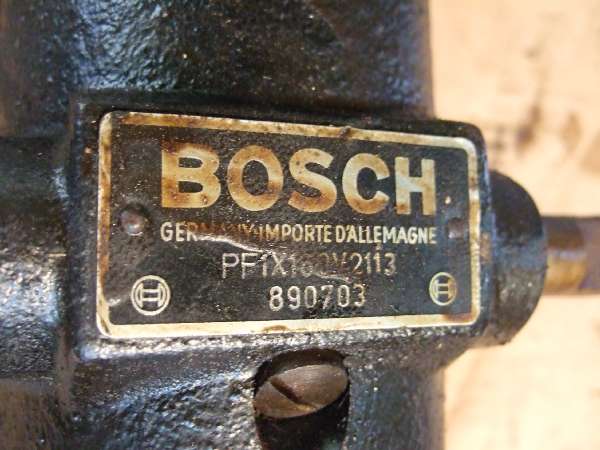 BOSCH
GERMANY-IMPORTE D'ALLEMAGNE
890703